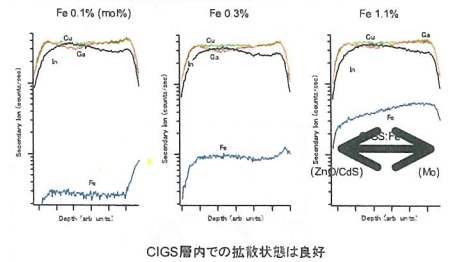 Fe 0.1% (mol%)
Fe 0.3%
Fe 1.1%
Secondary Ion (counts/sec)
Cu
Ga
In
Fe
Depth (arb. units)
Secondary Ion (counts/sec)
Cu
Ga
In
Fe
Depth (arb. units)
Secondary Ion (counts/sec)
Cu
Ga
In
CIGS:Fe
Fe
(ZnO/CdS)
(Mo)
Depth (arb. units)
CIGS層内での拡散状態は良好